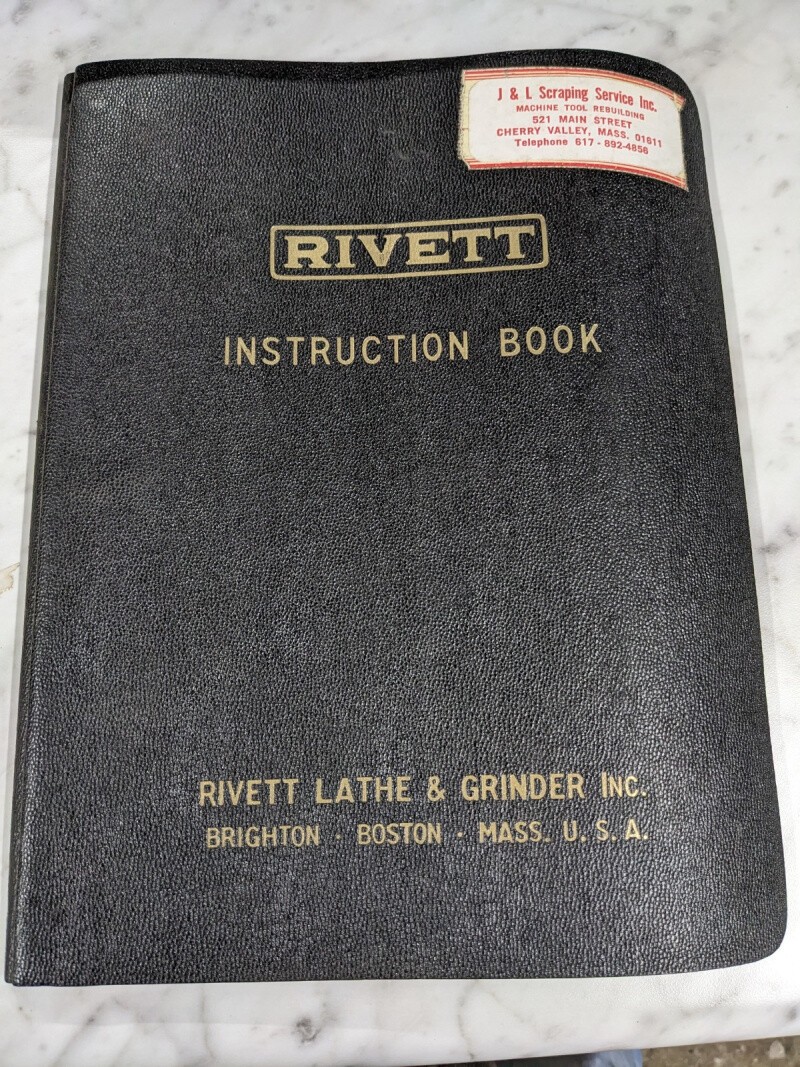 J & L Scraping Service Inc.
MACHINE TOOL REBUILDING
521 MAIN STREET
CHERRY VALLEY, MASS. 01611
Telephone 617-892-4856
RIVETT
INSTRUCTION BOOK
RIVETT LATHE & GRINDER INC.
BRIGHTON · BOSTON · MASS. U. S. A.